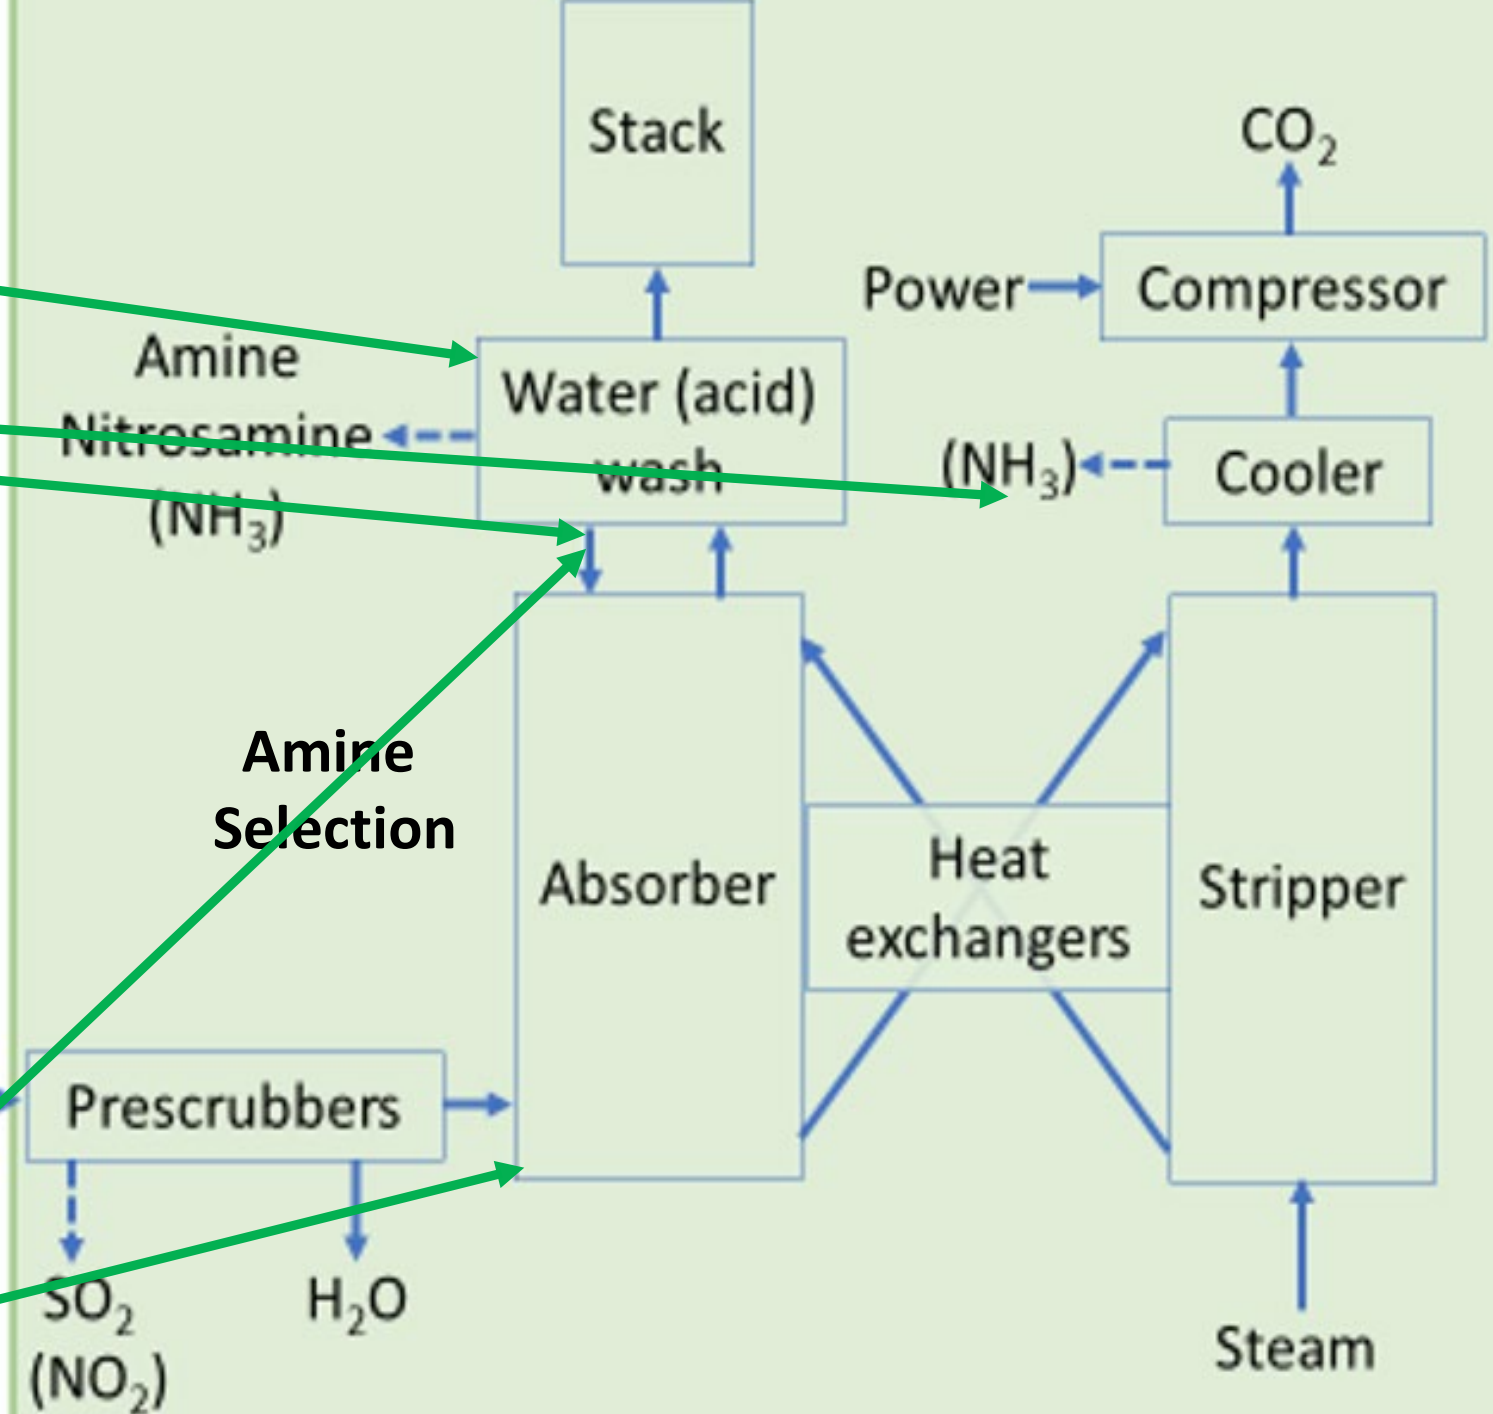 Stack
CO₂
Power
Compressor
Amine
Nitrosamine
(NH₃)
Water (acid)
wash
(NH₃)
Cooler
Amine
Selection
Absorber
Heat
exchangers
Stripper
Prescrubbers
SO₂
(NO₂)
H₂O
Steam